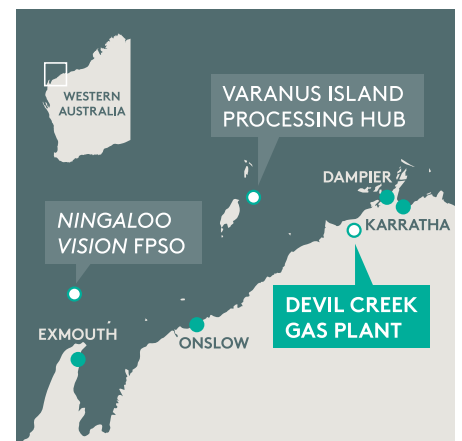 WESTERN
AUSTRALIA
VARANUS ISLAND
PROCESSING HUB
DAMPIER
KARRATHA
NINGALOO
VISION FPSO
DEVIL CREEK
GAS PLANT
EXMOUTH
ONSLOW